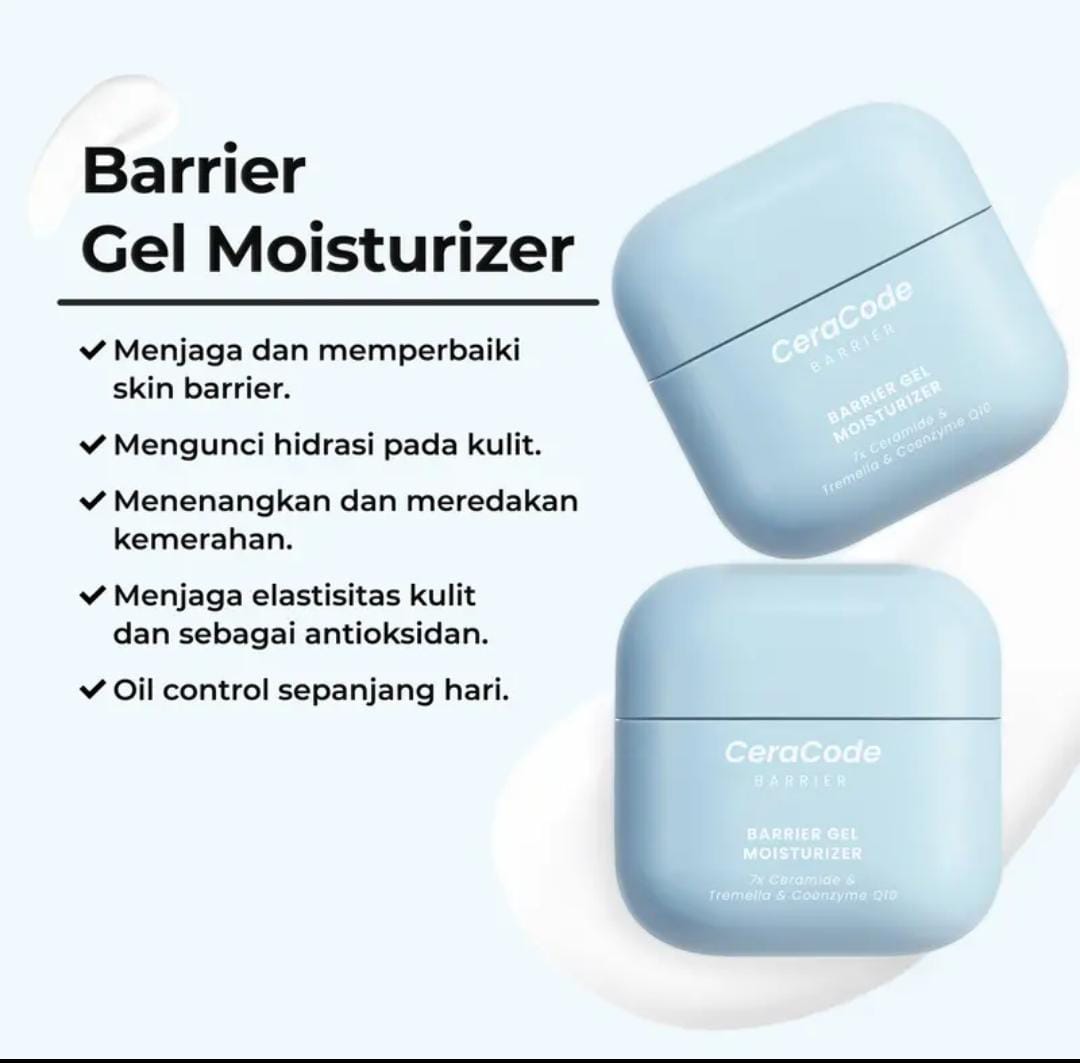 Barrier
Gel Moisturizer
Menjaga dan memperbaiki
skin barrier.
Mengunci hidrasi pada kulit.
Menenangkan dan meredakan
kemerahan.
Menjaga elastisitas kulit
dan sebagai antioksidan.
Oil control sepanjang hari.
CeraCode
BARRIER
BARRIER GEL
MOISTURIZER
7x Ceramide &
Tremella & Coenzyme Q10
CeraCode
BARRIER
BARRIER GEL
MOISTURIZER
7x Ceramide &
Tremella & Coenzyme Q10